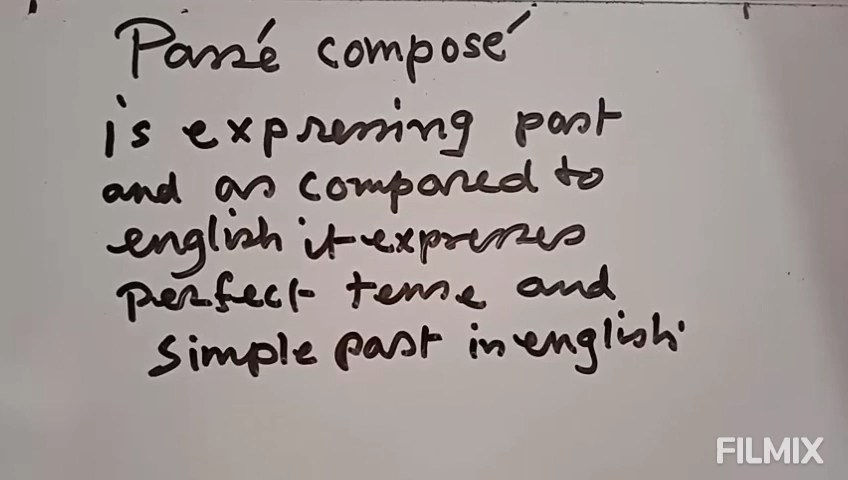 Passé composé
is expressing past
and as compared to
english it expresses
perfect tense and
simple past in english.
FILMIX